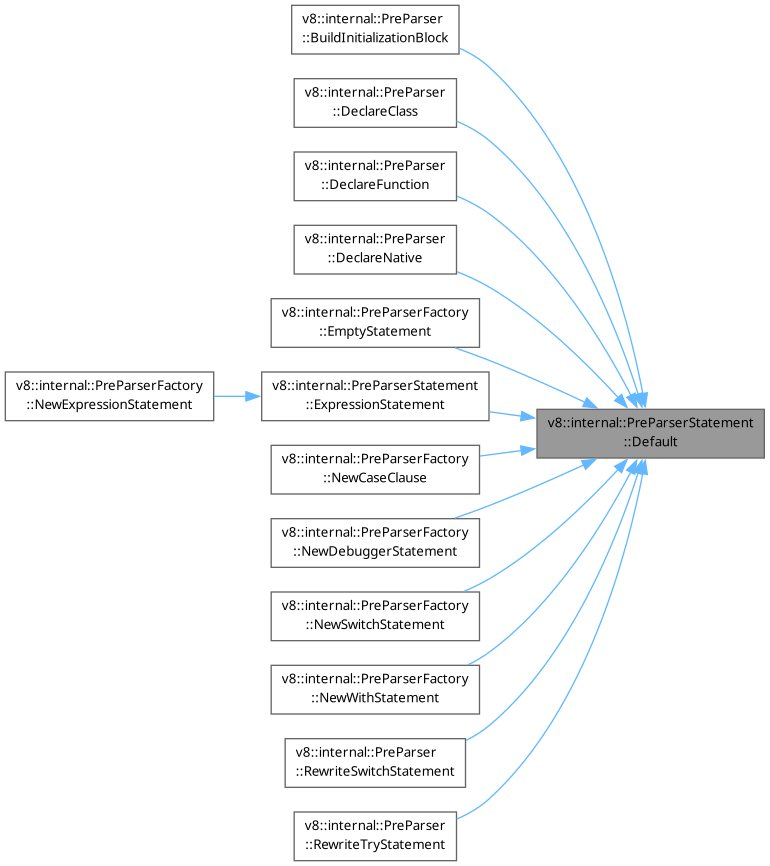 v8::internal::PreParser
::BuildInitializationBlock
v8::internal::PreParser
::DeclareClass
v8::internal::PreParser
::DeclareFunction
v8::internal::PreParser
::DeclareNative
v8::internal::PreParserFactory
::EmptyStatement
v8::internal::PreParserFactory
::NewExpressionStatement
v8::internal::PreParserStatement
::ExpressionStatement
v8::internal::PreParserStatement
::Default
v8::internal::PreParserFactory
::NewCaseClause
v8::internal::PreParserFactory
::NewDebuggerStatement
v8::internal::PreParserFactory
::NewSwitchStatement
v8::internal::PreParserFactory
::NewWithStatement
v8::internal::PreParser
::RewriteSwitchStatement
v8::internal::PreParser
::RewriteTryStatement